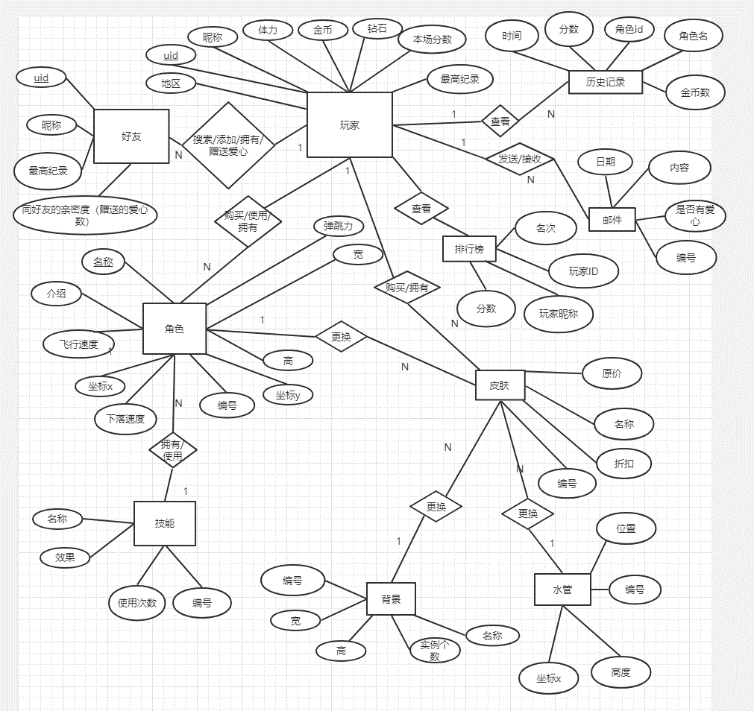 体力
金币
钻石
昵称
本场分数
uid
地区
最高纪录
时间
分数
角色id
角色名
历史记录
金币数
uid
昵称
最高纪录
好友
同好友的亲密度（赠送的爱心
数）
N
搜索/添加/拥有/
赠送爱心
1
玩家
1
查看
N
1
发送/接收
N
日期
内容
邮件
是否有爱
心
编号
1
购买/使用/
拥有
N
查看
名次
排行榜
玩家ID
分数
玩家昵称
弹跳力
宽
名称
介绍
角色
飞行速度
1
坐标x
下落速度
编号
坐标y
高
1
更换
N
购买/拥有
N
皮肤
原价
名称
折扣
编号
N
拥有/
使用
1
名称
技能
效果
使用次数
编号
N
更换
1
N
更换
1
编号
背景
宽
高
实例个
数
名称
位置
水管
编号
坐标x
高度